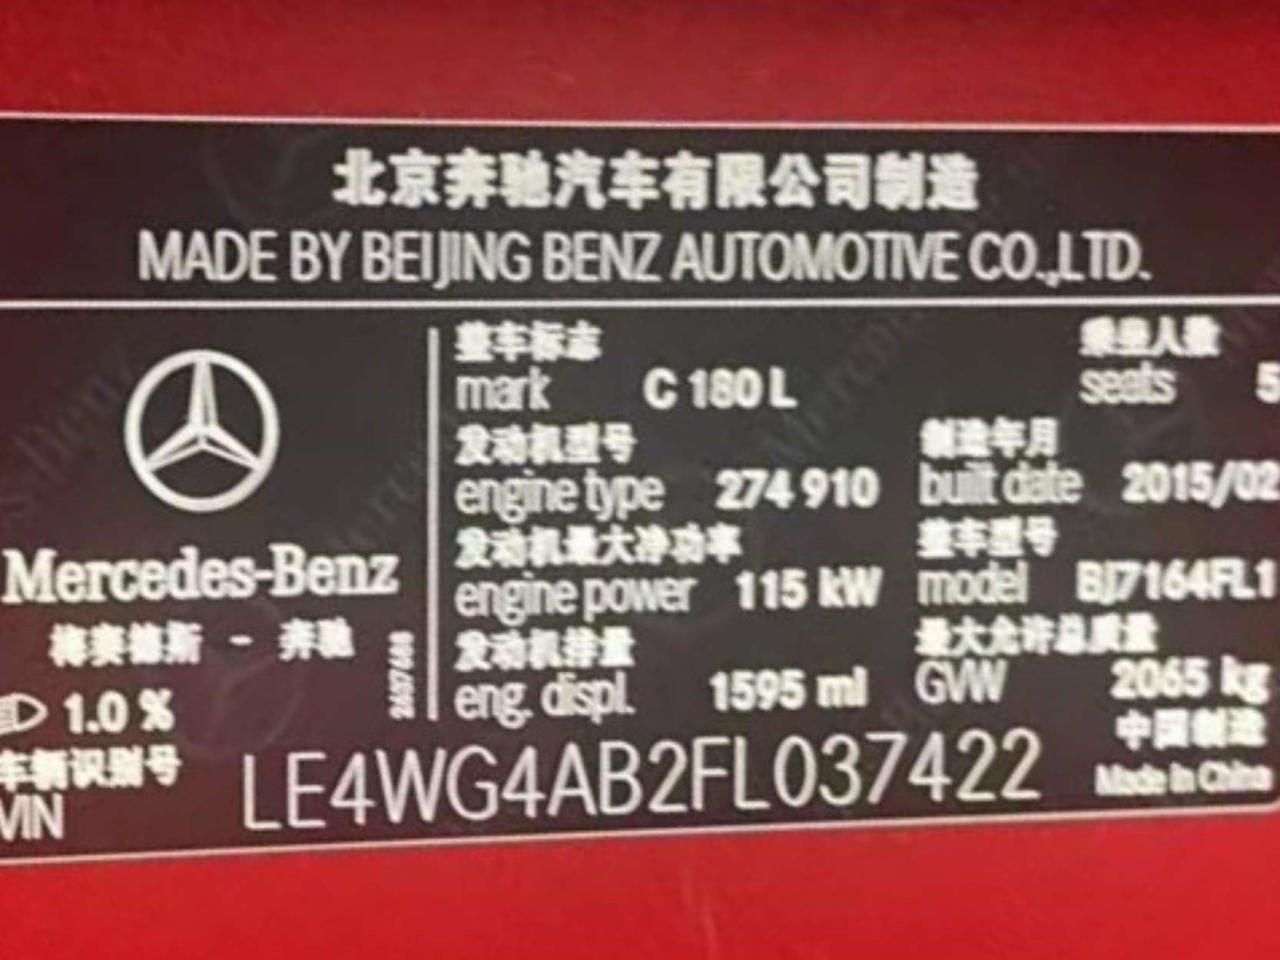 北京奔驰汽车有限公司制造
MADE BY BEIJING BENZ AUTOMOTIVE CO.,LTD.
整车标志 乘坐人数
mark C 180 L seats 5
发动机型号 制造年月
engine type 274 910 built date 2015/02
发动机最大净功率 整车型号
engine power 115 kW model BJ7164FL1
发动机排量 最大允许总质量
eng. displ. 1595 ml GVW 2065 kg
Mercedes-Benz
梅赛德斯 - 奔驰
1.0 %
中国制造
Made in China
车辆识别号
VIN LE4WG4AB2FL037422